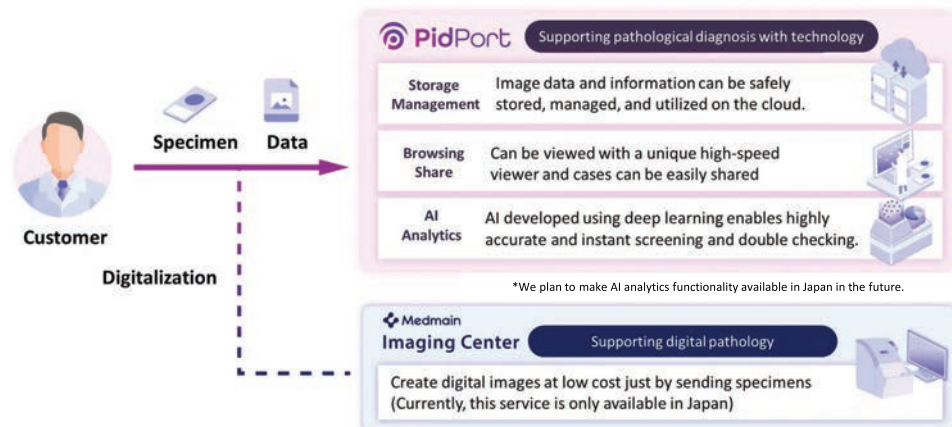 PidPort
Supporting pathological diagnosis with technology
Specimen
Data
Customer
Digitalization
Storage
Management
Image data and information can be safely
stored, managed, and utilized on the cloud.
Browsing
Share
Can be viewed with a unique high-speed
viewer and cases can be easily shared
AI
Analytics
AI developed using deep learning enables highly
accurate and instant screening and double checking.
*We plan to make AI analytics functionality available in Japan in the future.
Medmain
Imaging Center
Supporting digital pathology
Create digital images at low cost just by sending specimens
(Currently, this service is only available in Japan)